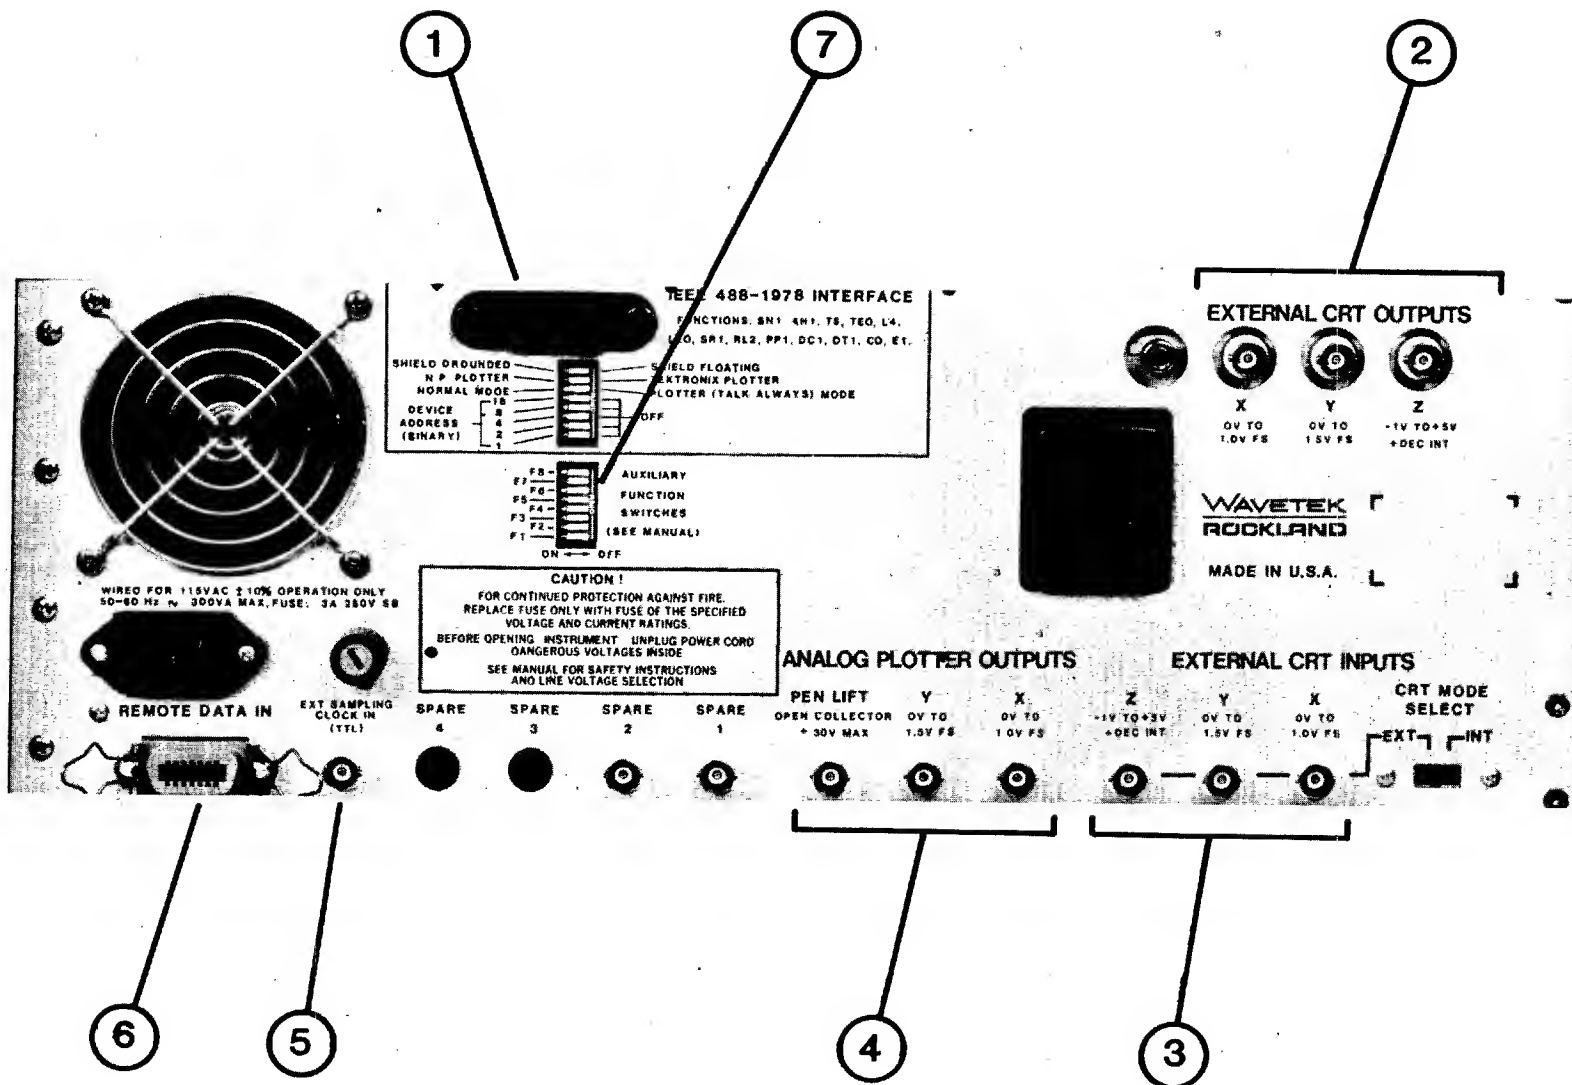 1
7
2
IEEE 488-1978 INTERFACE
FUNCTIONS: SH1, AH1, T5, TEO, L4,
LEO, SR1, RL2, PP1, DC1, DT1, CO, E1.
SHIELD GROUNDED
SHIELD FLOATING
H P PLOTTER
TEKTRONIX PLOTTER
NORMAL MODE
PLOTTER (TALK ALWAYS) MODE
DEVICE
ADDRESS
(BINARY)
16
8
4
2
1
OFF
F8
F7
F6
F5
F4
F3
F2
F1
AUXILIARY
FUNCTION
SWITCHES
(SEE MANUAL)
ON ↔ OFF
EXTERNAL CRT OUTPUTS
X
0V TO
1.0V FS
Y
0V TO
1.5V FS
Z
-1V TO +5V
+DEC INT
WAVETEK
ROCKLAND
MADE IN U.S.A.
WIRED FOR 115VAC ±10% OPERATION ONLY
50-60 Hz ~ 300VA MAX, FUSE: 3A 250V SB
CAUTION !
FOR CONTINUED PROTECTION AGAINST FIRE,
REPLACE FUSE ONLY WITH FUSE OF THE SPECIFIED
VOLTAGE AND CURRENT RATINGS.
BEFORE OPENING INSTRUMENT UNPLUG POWER CORD
DANGEROUS VOLTAGES INSIDE
SEE MANUAL FOR SAFETY INSTRUCTIONS
AND LINE VOLTAGE SELECTION
REMOTE DATA IN
EXT SAMPLING
CLOCK IN
(TTL)
SPARE
4
SPARE
3
SPARE
2
SPARE
1
ANALOG PLOTTER OUTPUTS
PEN LIFT
OPEN COLLECTOR
+ 30V MAX
Y
0V TO
1.5V FS
X
0V TO
1.0V FS
EXTERNAL CRT INPUTS
Z
-1V TO +5V
+DEC INT
Y
0V TO
1.5V FS
X
0V TO
1.0V FS
CRT MODE
SELECT
EXT
INT
6
5
4
3